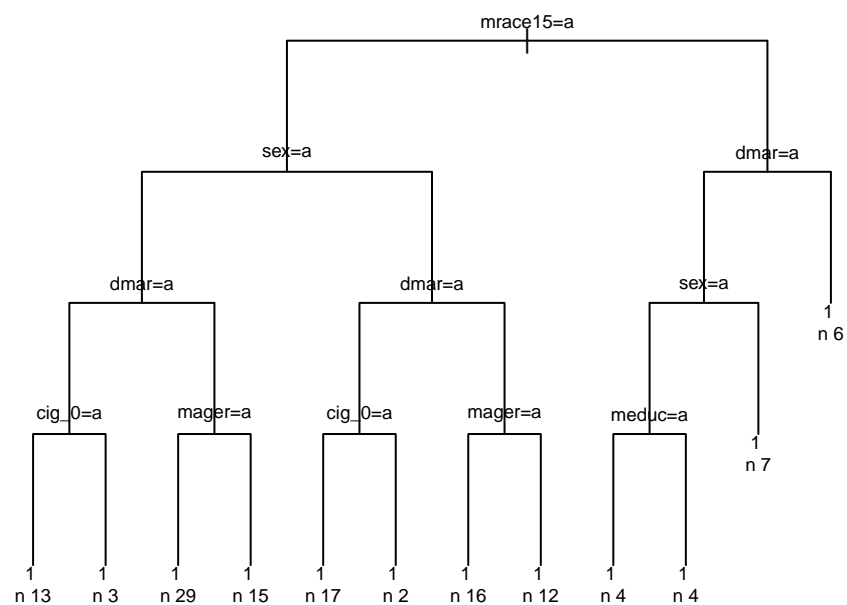 mrace15=a
sex=a
dmar=a
dmar=a
dmar=a
sex=a
1
n 6
cig_0=a
mager=a
cig_0=a
mager=a
meduc=a
1
n 7
1
n 13
1
n 3
1
n 29
1
n 15
1
n 17
1
n 2
1
n 16
1
n 12
1
n 4
1
n 4